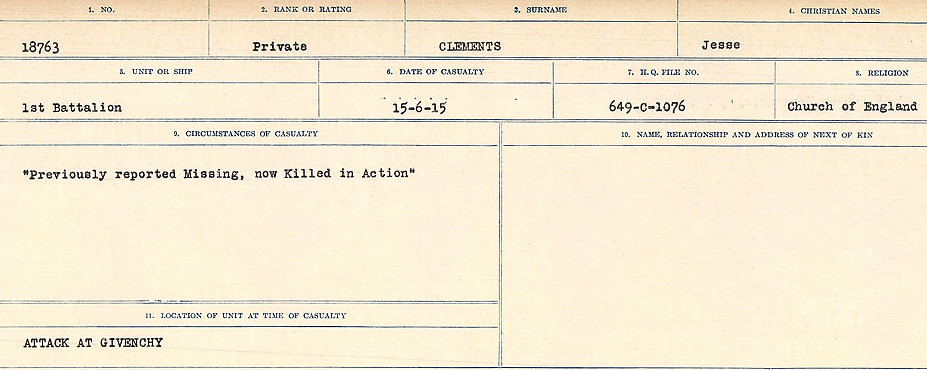 1. NO. 2. RANK OR RATING 3. SURNAME 4. CHRISTIAN NAMES
18763 Private CLEMENTS Jesse
5. UNIT OR SHIP 6. DATE OF CASUALTY 7. H.Q. FILE NO. 8. RELIGION
1st Battalion 15-6-15 649-C-1076 Church of England
9. CIRCUMSTANCES OF CASUALTY 10. NAME, RELATIONSHIP AND ADDRESS OF NEXT OF KIN
"Previously reported Missing, now Killed in Action"
11. LOCATION OF UNIT AT TIME OF CASUALTY
ATTACK AT GIVENCHY